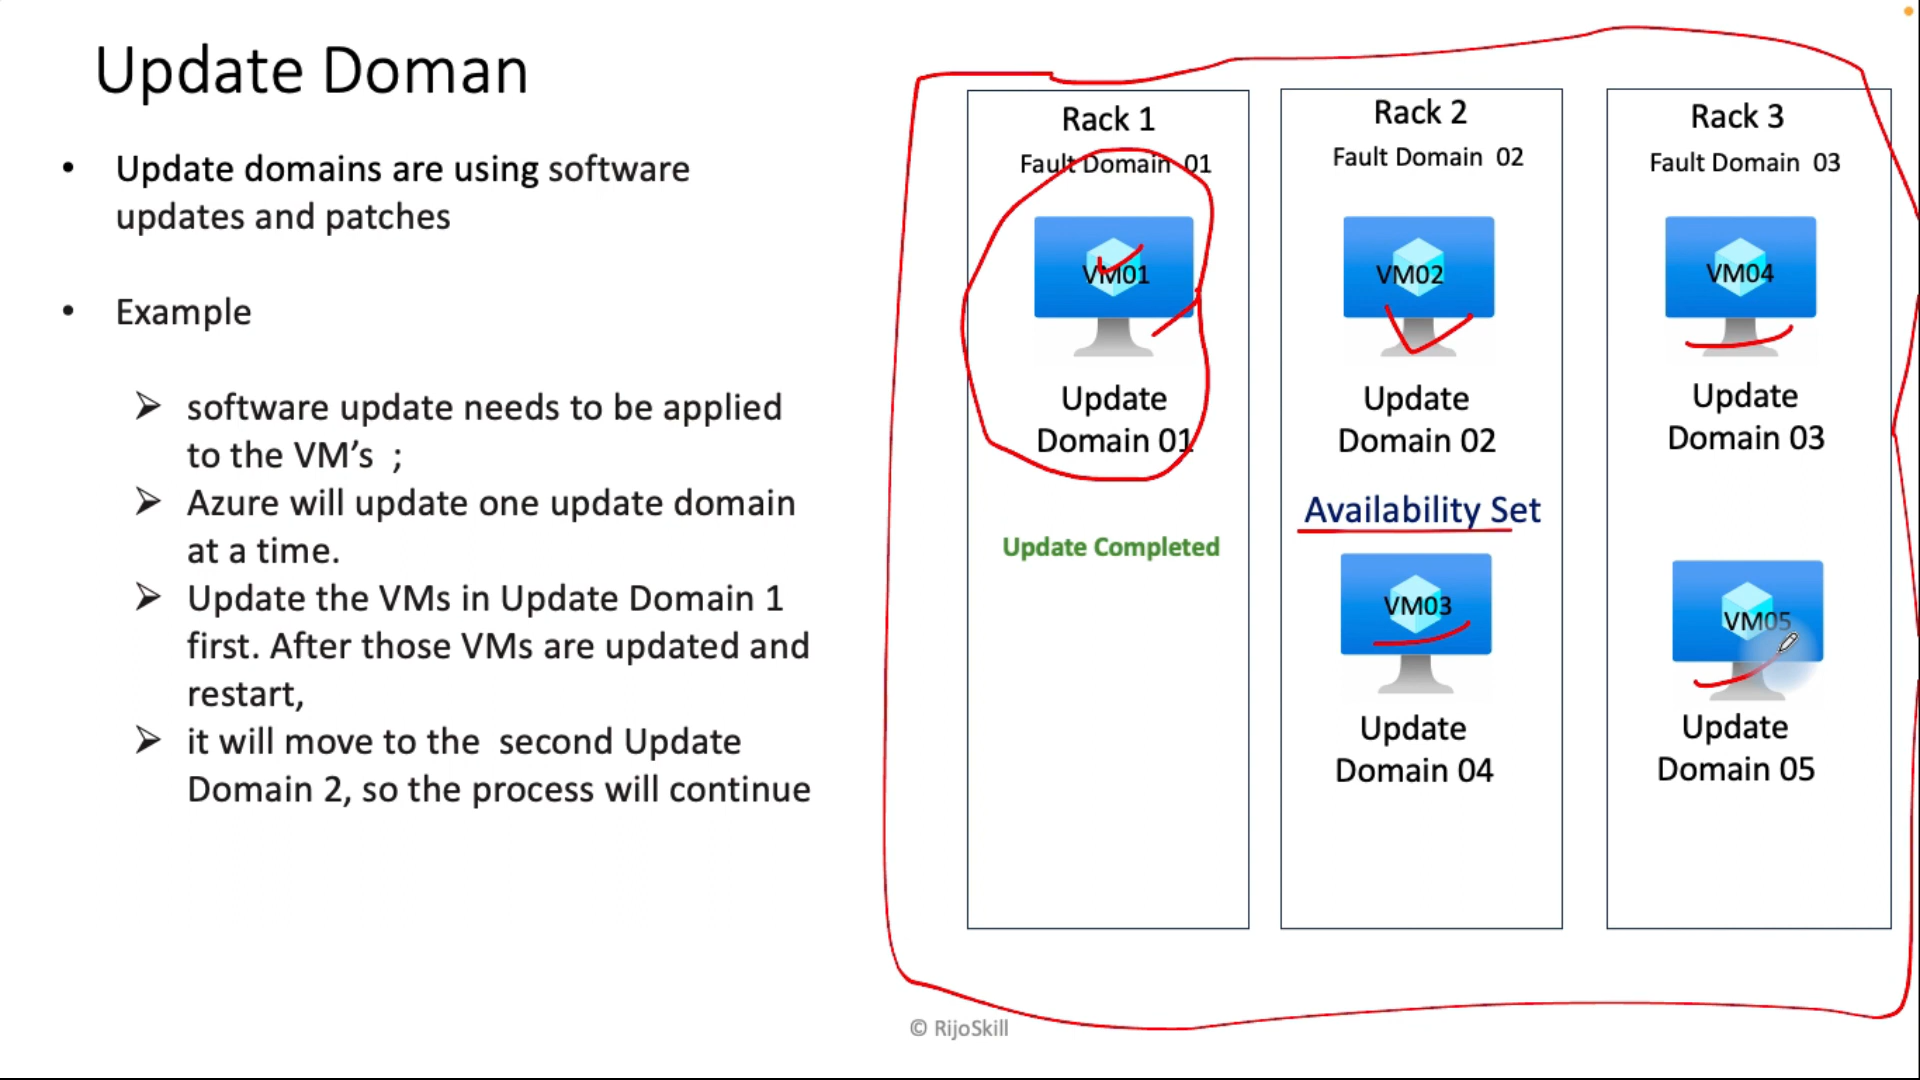 Update Doman
• Update domains are using software
updates and patches
• Example
➢ software update needs to be applied
to the VM’s ;
➢ Azure will update one update domain
at a time.
➢ Update the VMs in Update Domain 1
first. After those VMs are updated and
restart,
➢ it will move to the second Update
Domain 2, so the process will continue
Rack 1
Fault Domain 01
VM01
Update
Domain 01
Update Completed
Rack 2
Fault Domain 02
VM02
Update
Domain 02
Availability Set
VM03
Update
Domain 04
Rack 3
Fault Domain 03
VM04
Update
Domain 03
VM05
Update
Domain 05
© RijoSkill